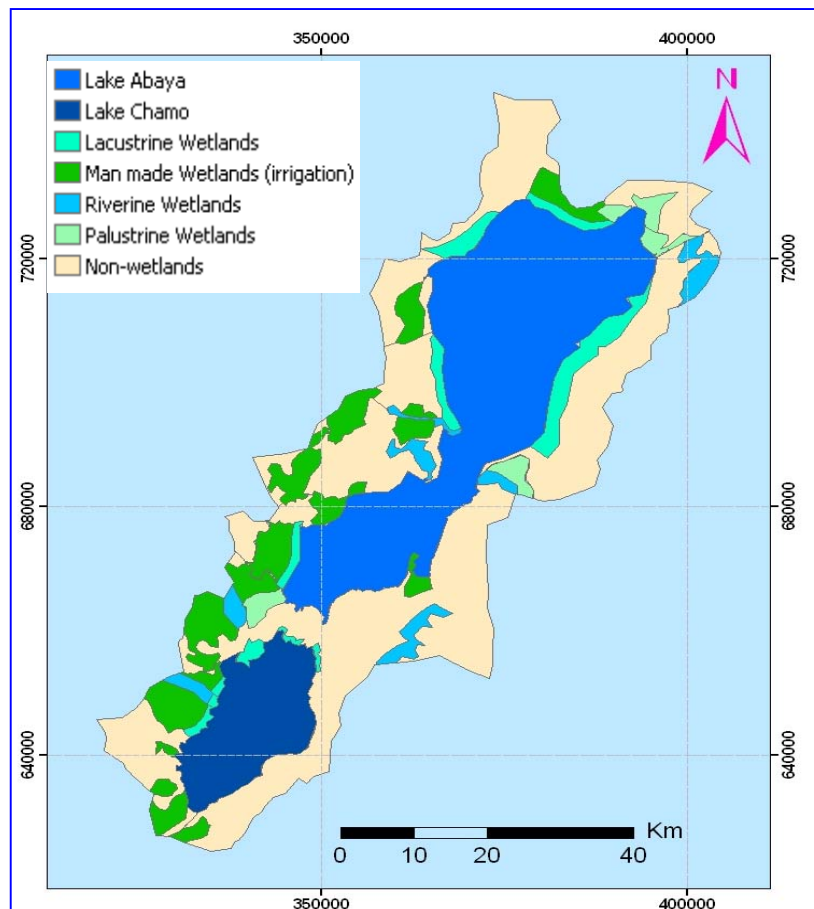 350000 400000
N
Lake Abaya
Lake Chamo
Lacustrine Wetlands
Man made Wetlands (irrigation)
Riverine Wetlands
Palustrine Wetlands
Non-wetlands
720000 720000
680000 680000
640000 640000
Km
0 10 20 40
350000 400000